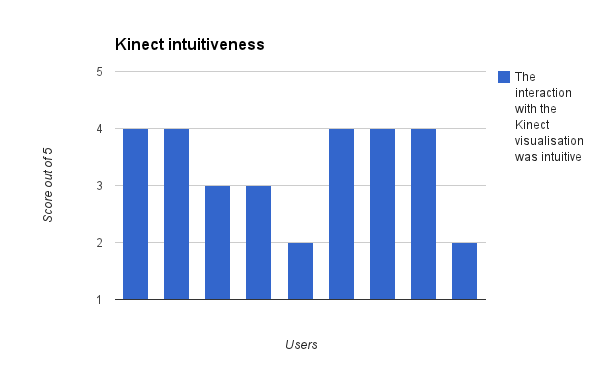 Kinect intuitiveness
5
4
3
2
1
Score out of 5
Users
The
interaction
with the
Kinect
visualisation
was intuitive